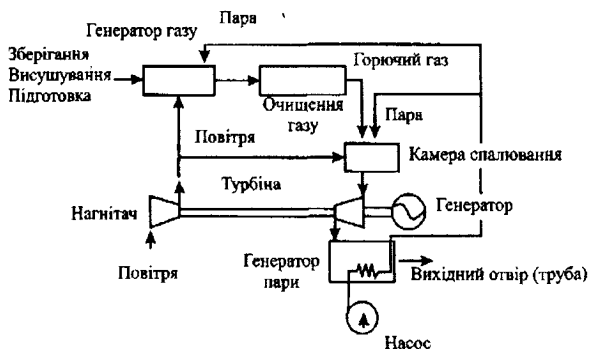 Пара
Генератор газу
Зберігання
Висушування
Підготовка
Горючий газ
Очищення
газу
Пара
Повітря
Камера спалювання
Турбіна
Нагнітач
Генератор
Повітря
Генератор
пари
Вихідний отвір (труба)
Насос